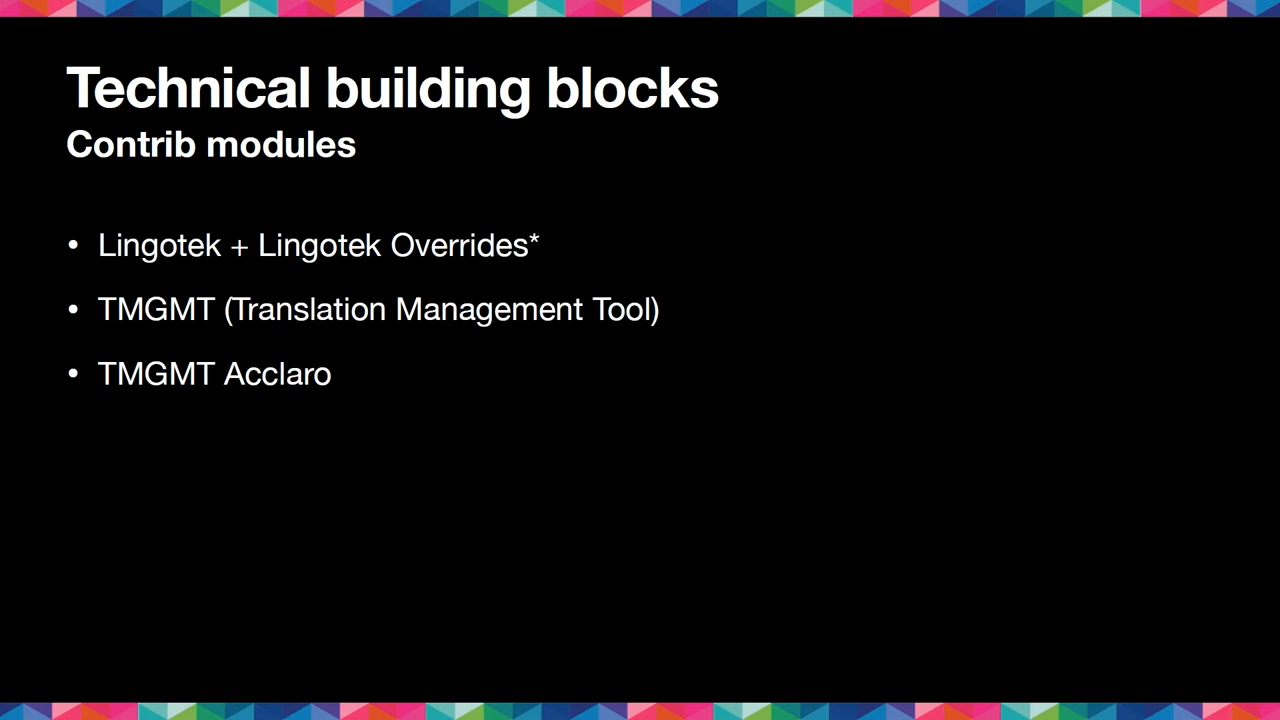 Technical building blocks
Contrib modules
• Lingotek + Lingotek Overrides*
• TMGMT (Translation Management Tool)
• TMGMT Acclaro